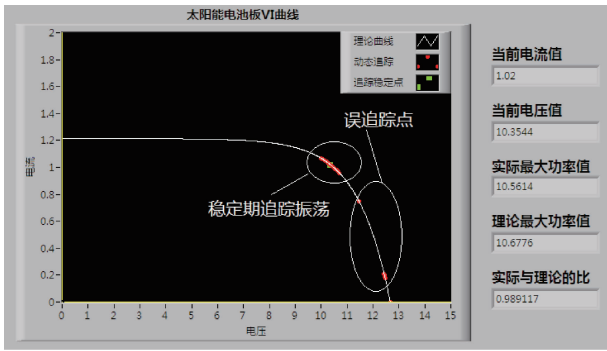 太阳能电池板VI曲线
理论曲线
动态追踪
追踪稳定点
误追踪点
稳定期追踪振荡
电流
2
1.8
1.6
1.4
1.2
1
0.8
0.6
0.4
0.2
0
0 1 2 3 4 5 6 7 8 9 10 11 12 13 14 15
电压
当前电流值
1.02
当前电压值
10.3544
实际最大功率值
10.5614
理论最大功率值
10.6776
实际与理论的比
0.989117